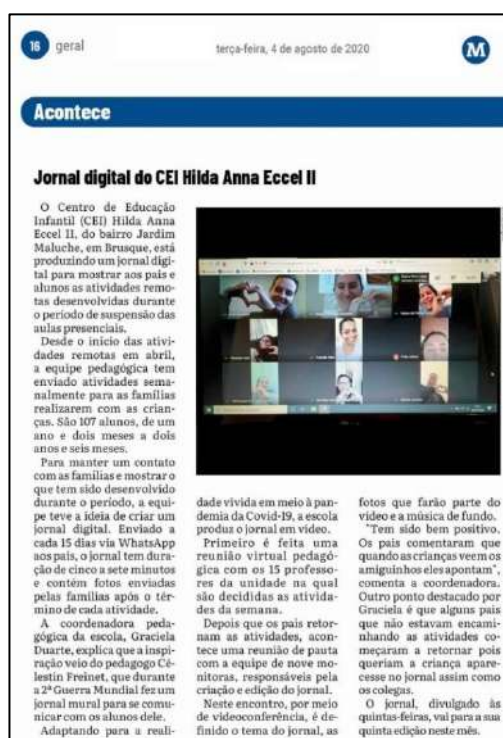 16 geral
terça-feira, 4 de agosto de 2020
M
Acontece
Jornal digital do CEI Hilda Anna Eccel II
O Centro de Educação
Infantil (CEI) Hilda Anna
Eccel II, do bairro Jardim
Maluche, em Brusque, está
produzindo um jornal digi-
tal para mostrar aos pais e
alunos as atividades remo-
tas desenvolvidas durante
o período de suspensão das
aulas presenciais.
Desde o início das ativi-
dades remotas em abril,
a equipe pedagógica tem
enviado atividades sema-
nalmente para as famílias
realizarem com as crian-
ças. São 107 alunos, de um
ano e dois meses a dois
anos e seis meses.
Para manter um contato
com as famílias e mostrar o
que tem sido desenvolvido
durante o período, a equi-
pe teve a ideia de criar um
jornal digital. Enviado a
cada 15 dias via WhatsApp
aos pais, o jornal tem dura-
ção de cinco a sete minutos
e contém fotos enviadas
pelas famílias após o tér-
mino de cada atividade.
A coordenadora peda-
gógica da escola, Graciela
Duarte, explica que a inspi-
ração veio do pedagogo Cé-
lestin Freinet, que durante
a 2ª Guerra Mundial fez um
jornal mural para se comu-
nicar com os alunos dele.
Adaptando para a reali-
dade vivida em meio à pan-
demia da Covid-19, a escola
produz o jornal em vídeo.
Primeiro é feita uma
reunião virtual pedagó-
gica com os 15 professo-
res da unidade na qual
são decididas as ativida-
des da semana.
Depois que os pais retor-
nam as atividades, acon-
tece uma reunião de pauta
com a equipe de nove mo-
nitoras, responsáveis pela
criação e edição do jornal.
Neste encontro, por meio
de videoconferência, é de-
finido o tema do jornal, as
fotos que farão parte do
vídeo e a música de fundo.
"Tem sido bem positivo.
Os pais comentaram que
quando as crianças veem os
amiguinhos eles apontam",
comenta a coordenadora.
Outro ponto destacado por
Graciela é que alguns pais
que não estavam encami-
nhando as atividades co-
meçaram a retornar pois
queriam a criança apare-
cesse no jornal assim como
os colegas.
O jornal, divulgado às
quintas-feiras, vai para a sua
quinta edição neste mês.